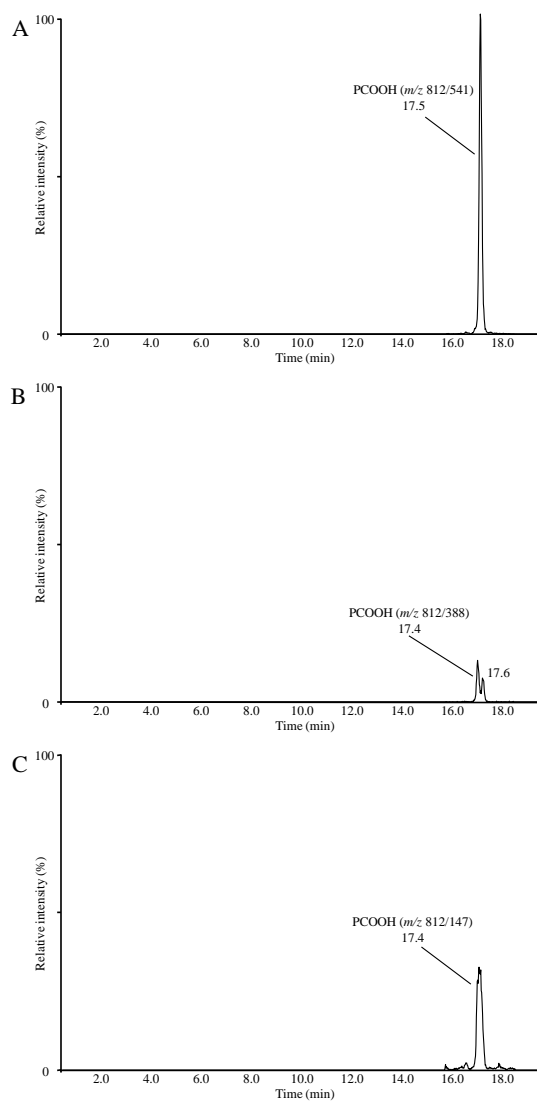 A
100
PCOOH (m/z 812/541)
17.5
Relative intensity (%)
0
2.0 4.0 6.0 8.0 10.0 12.0 14.0 16.0 18.0
Time (min)
B
100
Relative intensity (%)
PCOOH (m/z 812/388)
17.4
17.6
0
2.0 4.0 6.0 8.0 10.0 12.0 14.0 16.0 18.0
Time (min)
C
100
Relative intensity (%)
PCOOH (m/z 812/147)
17.4
0
2.0 4.0 6.0 8.0 10.0 12.0 14.0 16.0 18.0
Time (min)